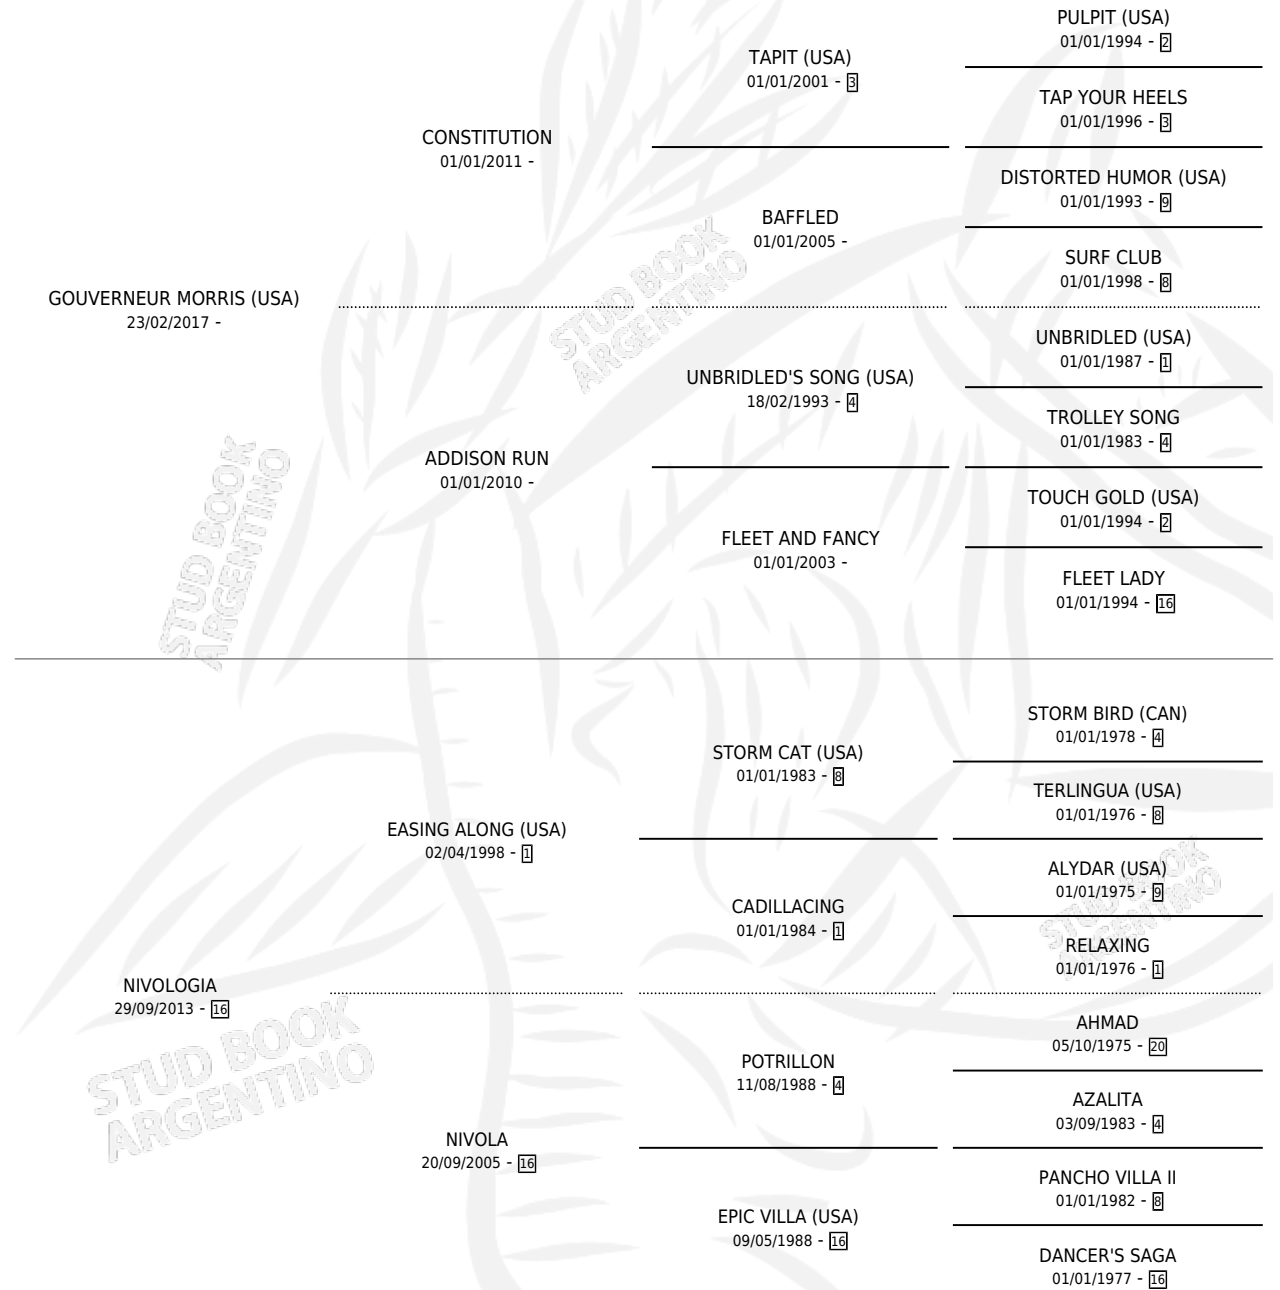 PULPIT (USA)
01/01/1994 - 2
TAPIT (USA)
01/01/2001 - 3
TAP YOUR HEELS
01/01/1996 - 3
CONSTITUTION
01/01/2011 -
DISTORTED HUMOR (USA)
01/01/1993 - 9
BAFFLED
01/01/2005 -
SURF CLUB
01/01/1998 - 8
GOUVERNEUR MORRIS (USA)
23/02/2017 -
UNBRIDLED (USA)
01/01/1987 - 1
UNBRIDLED'S SONG (USA)
18/02/1993 - 4
TROLLEY SONG
01/01/1983 - 4
ADDISON RUN
01/01/2010 -
TOUCH GOLD (USA)
01/01/1994 - 2
FLEET AND FANCY
01/01/2003 -
FLEET LADY
01/01/1994 - 16
STORM BIRD (CAN)
01/01/1978 - 4
STORM CAT (USA)
01/01/1983 - 8
TERLINGUA (USA)
01/01/1976 - 8
EASING ALONG (USA)
02/04/1998 - 1
ALYDAR (USA)
01/01/1975 - 9
CADILLACING
01/01/1984 - 1
RELAXING
01/01/1976 - 1
NIVOLOGIA
29/09/2013 - 16
AHMAD
05/10/1975 - 20
POTRILLON
11/08/1988 - 4
AZALITA
03/09/1983 - 4
NIVOLA
20/09/2005 - 16
PANCHO VILLA II
01/01/1982 - 8
EPIC VILLA (USA)
09/05/1988 - 16
DANCER'S SAGA
01/01/1977 - 16
STUD BOOK
ARGENTINO
STUD BOOK
ARGENTINO
STUD BOOK
ARGENTINO
STUD BOOK
ARGENTINO